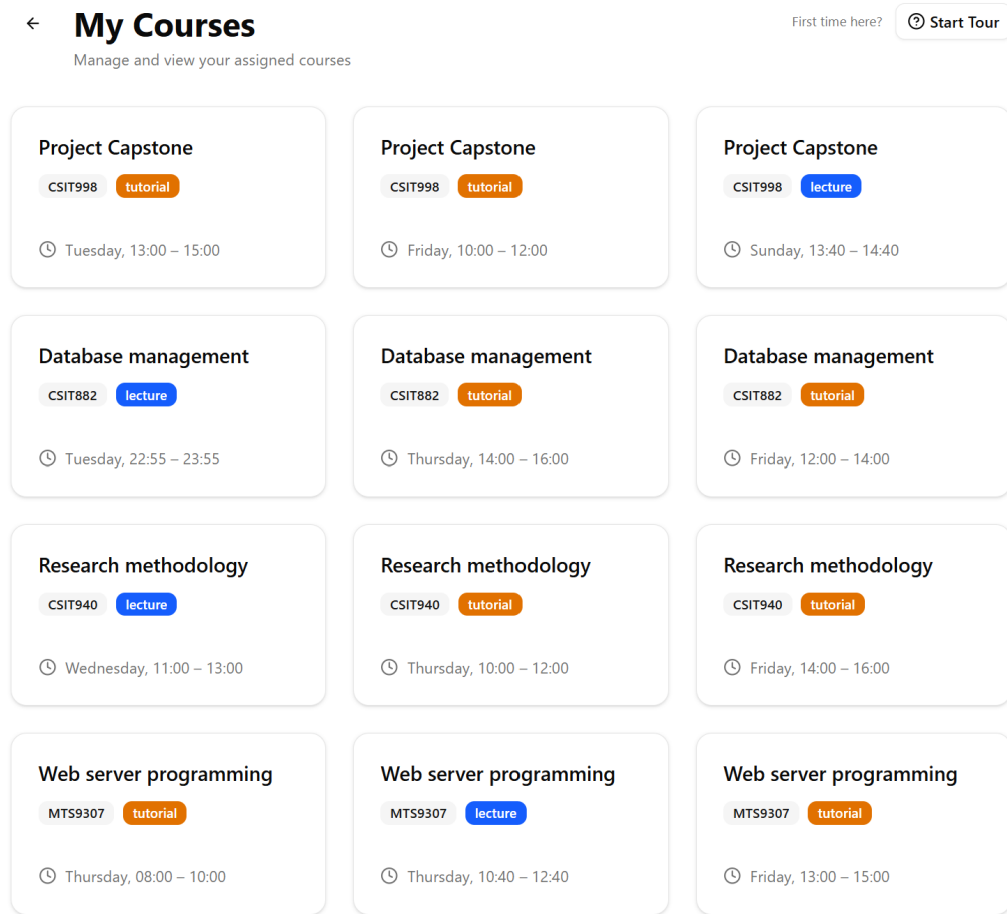 My Courses
First time here?
Start Tour
Manage and view your assigned courses
Project Capstone
CSIT998 tutorial
Tuesday, 13:00 – 15:00
Project Capstone
CSIT998 tutorial
Friday, 10:00 – 12:00
Project Capstone
CSIT998 lecture
Sunday, 13:40 – 14:40
Database management
CSIT882 lecture
Tuesday, 22:55 – 23:55
Database management
CSIT882 tutorial
Thursday, 14:00 – 16:00
Database management
CSIT882 tutorial
Friday, 12:00 – 14:00
Research methodology
CSIT940 lecture
Wednesday, 11:00 – 13:00
Research methodology
CSIT940 tutorial
Thursday, 10:00 – 12:00
Research methodology
CSIT940 tutorial
Friday, 14:00 – 16:00
Web server programming
MTS9307 tutorial
Thursday, 08:00 – 10:00
Web server programming
MTS9307 lecture
Thursday, 10:40 – 12:40
Web server programming
MTS9307 tutorial
Friday, 13:00 – 15:00